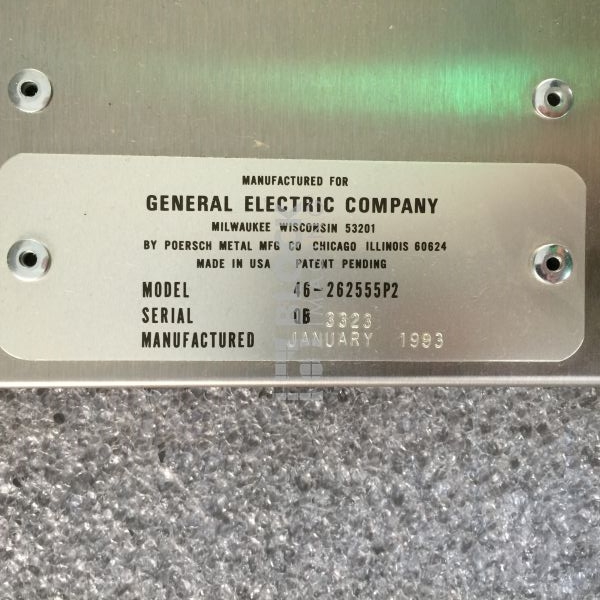 MANUFACTURED FOR
GENERAL ELECTRIC COMPANY
MILWAUKEE WISCONSIN 53201
BY POERSCH METAL MFG CO CHICAGO ILLINOIS 60624
MADE IN USA PATENT PENDING
MODEL 46-262555P2
SERIAL 3323
MANUFACTURED JANUARY 1993